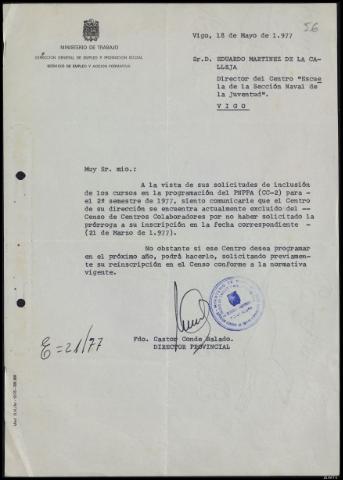 56
MINISTERIO DE TRABAJO
DIRECCION GENERAL DE EMPLEO Y PROMOCION SOCIAL
SERVICIO DE EMPLEO Y ACCION FORMATIVA
Vigo, 18 de Mayo de 1.977
Sr.D. EDUARDO MARTINEZ DE LA CA-
LLEJA
Director del Centro "Escue
la de la Sección Naval de
la Juventud".
V I G O
Muy Sr. mio.:
A la vista de sus solicitudes de inclusión
de los cursos en la programación del PNPPA (CC-2) para -
el 2º semestre de 1977, siento comunicarle que el Centro
de su dirección se encuentra actualmente excluido del --
Censo de Centros Colaboradores por no haber solicitado la
prórroga a su inscripción en la fecha correspondiente -
(21 de Marzo de 1.977).
No obstante si ese Centro desea programar
en el próximo año, podrá hacerlo, solicitando previamente
su reinscripción en el Censo conforme a la normativa
vigente.
Fdo. Castor Conde Salado.
DIRECTOR PROVINCIAL
E=21/77